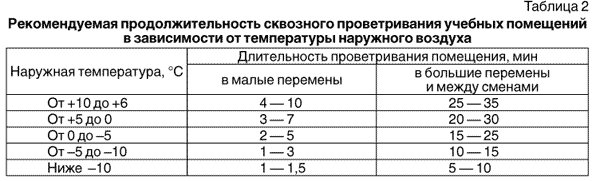 Таблица 2
Рекомендуемая продолжительность сквозного проветривания учебных помещений
в зависимости от температуры наружного воздуха
Наружная температура, °C
Длительность проветривания помещения, мин
в малые перемены
в большие перемены
и между сменами
От +10 до +6 4 — 10 25 — 35
От +5 до 0 3 — 7 20 — 30
От 0 до –5 2 — 5 15 — 25
От –5 до –10 1 — 3 10 — 15
Ниже –10 1 — 1,5 5 — 10